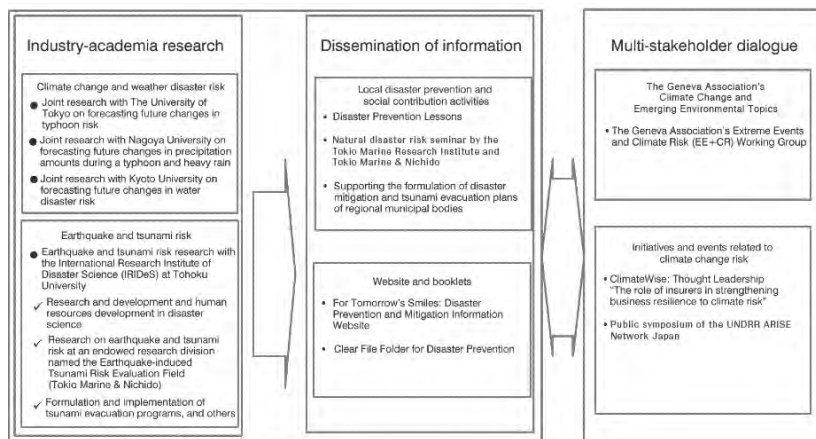 Industry-academia research
Climate change and weather disaster risk
● Joint research with The University of
Tokyo on forecasting future changes in
typhoon risk
● Joint research with Nagoya University on
forecasting future changes in precipitation
amounts during a typhoon and heavy rain
● Joint research with Kyoto University on
forecasting future changes in water
disaster risk
Earthquake and tsunami risk
● Earthquake and tsunami risk research with
the International Research Institute of
Disaster Science (IRIDeS) at Tohoku
University
✓ Research and development and human
resources development in disaster
science
✓ Research on earthquake and tsunami
risk at an endowed research division
named the Earthquake-induced
Tsunami Risk Evaluation Field
(Tokio Marine & Nichido)
✓ Formulation and implementation of
tsunami evacuation programs, and others
Dissemination of information
Local disaster prevention and
social contribution activities
• Disaster Prevention Lessons
• Natural disaster risk seminar by the
Tokio Marine Research Institute and
Tokio Marine & Nichido
• Supporting the formulation of disaster
mitigation and tsunami evacuation plans
of regional municipal bodies
Website and booklets
• For Tomorrow's Smiles: Disaster
Prevention and Mitigation Information
Website
• Clear File Folder for Disaster Prevention
Multi-stakeholder dialogue
The Geneva Association's
Climate Change and
Emerging Environmental Topics
• The Geneva Association's Extreme Events
and Climate Risk (EE+CR) Working Group
Initiatives and events related to
climate change risk
• ClimateWise: Thought Leadership
"The role of insurers in strengthening
business resilience to climate risk"
• Public symposium of the UNDRR ARISE
Network Japan